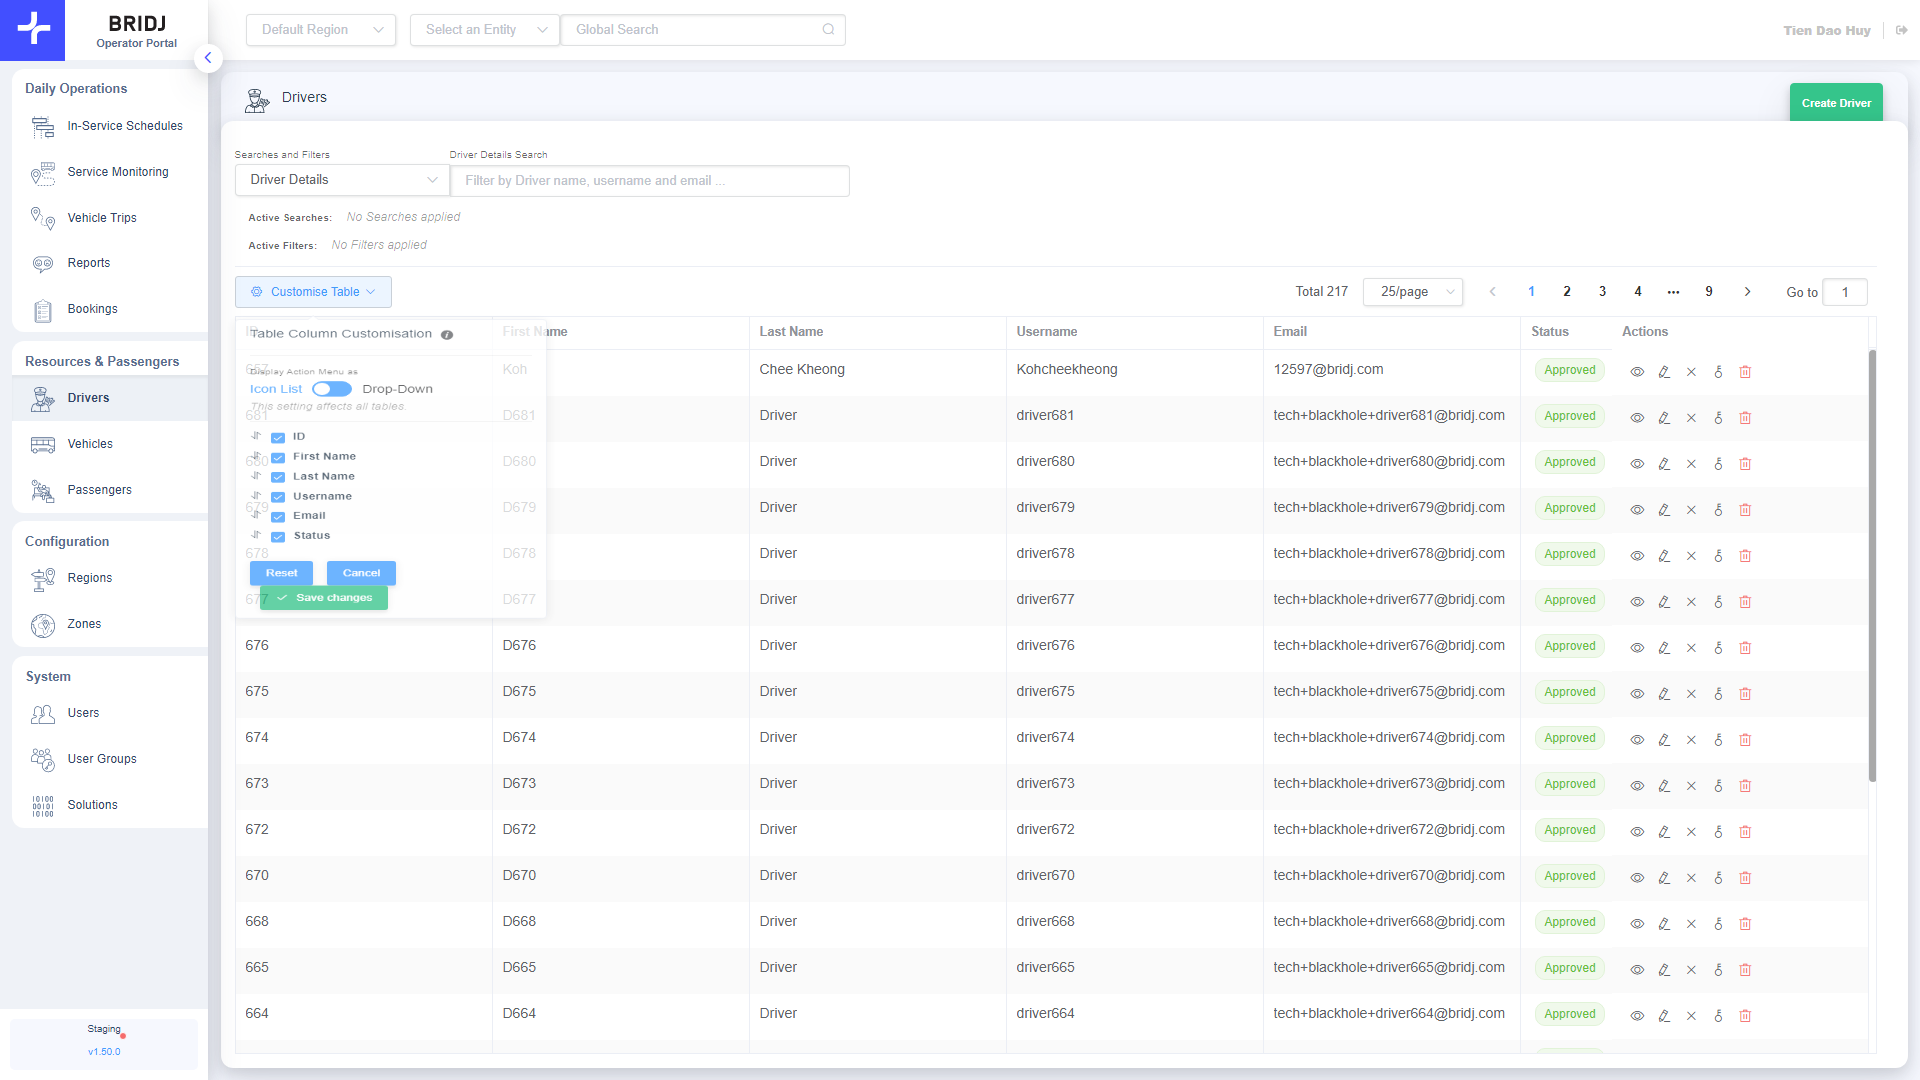 BRIDJ
Operator Portal
Default Region
Select an Entity
Global Search
Tien Dao Huy
Daily Operations
In-Service Schedules
Service Monitoring
Vehicle Trips
Reports
Bookings
Resources & Passengers
Drivers
Vehicles
Passengers
Configuration
Regions
Zones
System
Users
User Groups
Solutions
Staging
v1.50.0
Drivers
Create Driver
Searches and Filters
Driver Details Search
Driver Details
Filter by Driver name, username and email ...
Active Searches: No Searches applied
Active Filters: No Filters applied
Customise Table
Total 217
25/page
1 2 3 4 ••• 9
Go to 1
Table Column Customisation
Display Action Menu as
Icon List Drop-Down
This setting affects all tables.
ID
First Name
Last Name
Username
Email
Status
Reset Cancel
Save changes
ID First Name Last Name Username Email Status Actions
657 Koh Chee Kheong Kohcheekheong 12597@bridj.com Approved
681 D681 Driver driver681 tech+blackhole+driver681@bridj.com Approved
680 D680 Driver driver680 tech+blackhole+driver680@bridj.com Approved
679 D679 Driver driver679 tech+blackhole+driver679@bridj.com Approved
678 D678 Driver driver678 tech+blackhole+driver678@bridj.com Approved
677 D677 Driver driver677 tech+blackhole+driver677@bridj.com Approved
676 D676 Driver driver676 tech+blackhole+driver676@bridj.com Approved
675 D675 Driver driver675 tech+blackhole+driver675@bridj.com Approved
674 D674 Driver driver674 tech+blackhole+driver674@bridj.com Approved
673 D673 Driver driver673 tech+blackhole+driver673@bridj.com Approved
672 D672 Driver driver672 tech+blackhole+driver672@bridj.com Approved
670 D670 Driver driver670 tech+blackhole+driver670@bridj.com Approved
668 D668 Driver driver668 tech+blackhole+driver668@bridj.com Approved
665 D665 Driver driver665 tech+blackhole+driver665@bridj.com Approved
664 D664 Driver driver664 tech+blackhole+driver664@bridj.com Approved